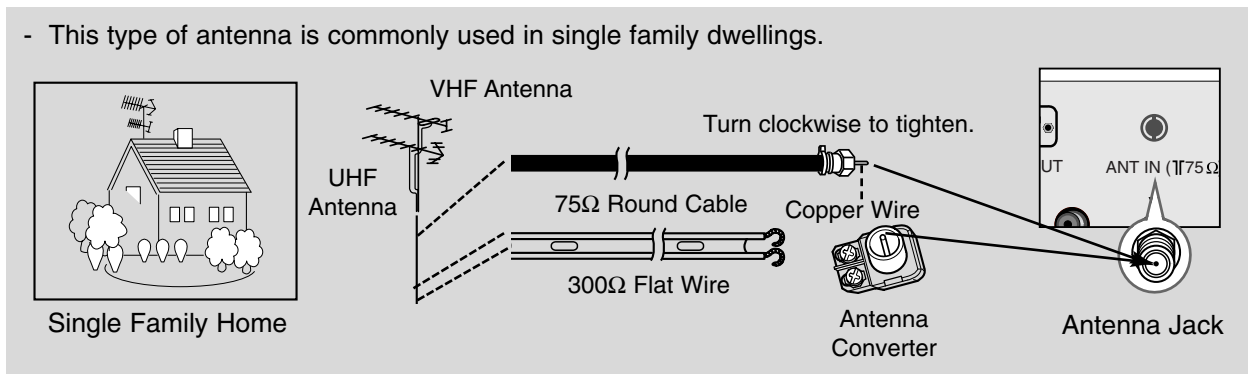 - This type of antenna is commonly used in single family dwellings.
VHF Antenna
Turn clockwise to tighten.
UHF
Antenna
75Ω Round Cable
Copper Wire
300Ω Flat Wire
Antenna
Converter
Single Family Home
UT
ANT IN (75Ω
Antenna Jack